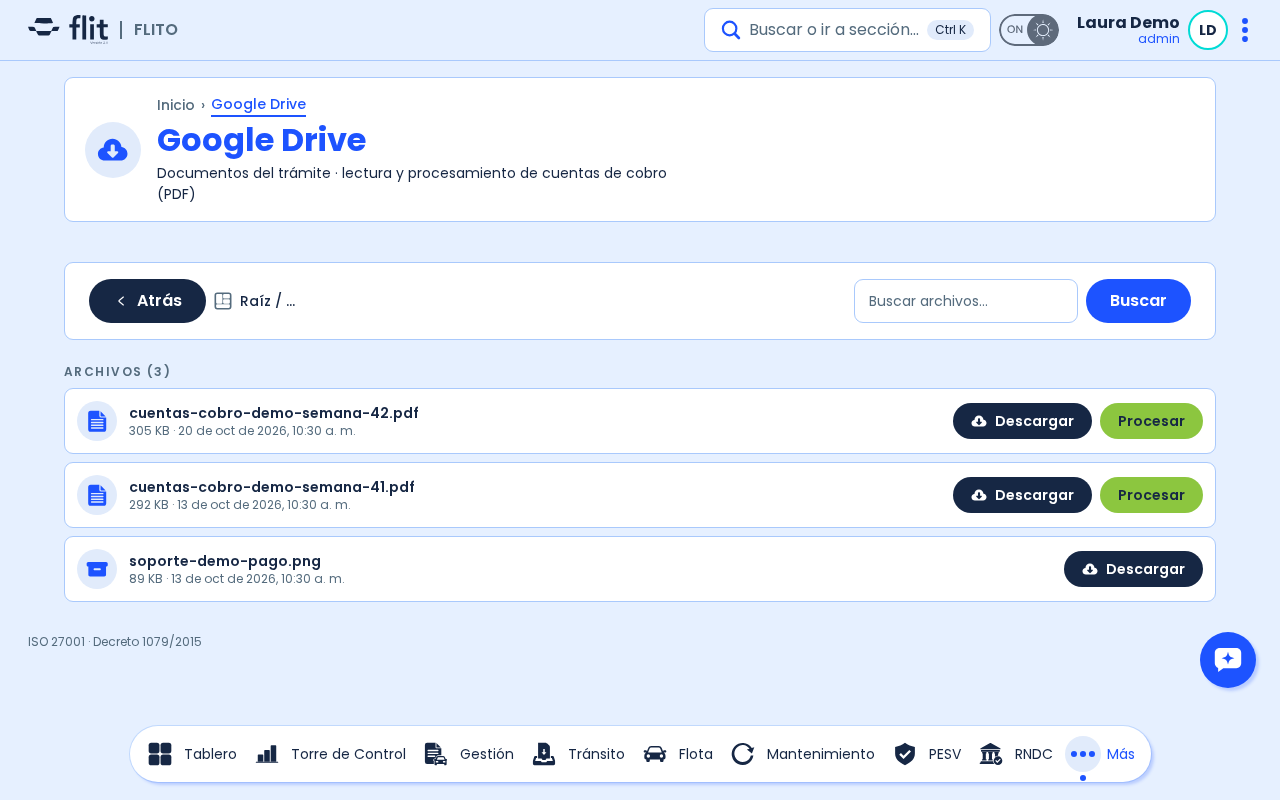 flit
FLITO
Buscar o ir a sección...
Ctrl K
ON
Laura Demo
admin
LD
Inicio › Google Drive
Google Drive
Documentos del trámite · lectura y procesamiento de cuentas de cobro
(PDF)
Atrás
Raíz / ...
Buscar archivos...
Buscar
ARCHIVOS (3)
cuentas-cobro-demo-semana-42.pdf
305 KB · 20 de oct de 2026, 10:30 a. m.
Descargar
Procesar
cuentas-cobro-demo-semana-41.pdf
292 KB · 13 de oct de 2026, 10:30 a. m.
Descargar
Procesar
soporte-demo-pago.png
89 KB · 13 de oct de 2026, 10:30 a. m.
Descargar
ISO 27001 · Decreto 1079/2015
Tablero
Torre de Control
Gestión
Tránsito
Flota
Mantenimiento
PESV
RNDC
Más